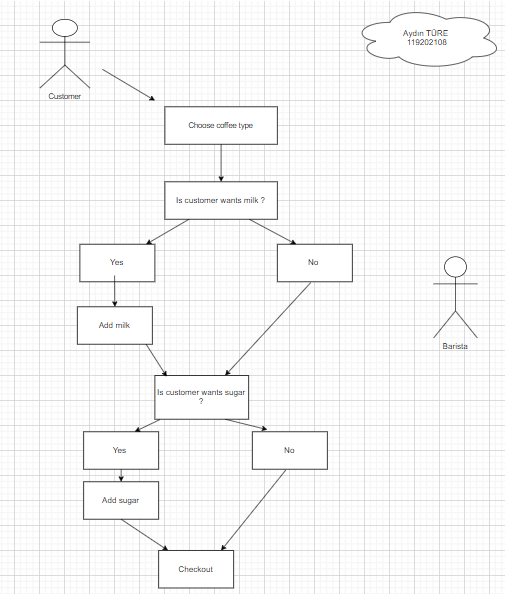 Aydın TÜRE
119202108
Customer
Choose coffee type
Is customer wants milk ?
Yes
No
Add milk
Barista
Is customer wants sugar
?
Yes
No
Add sugar
Checkout